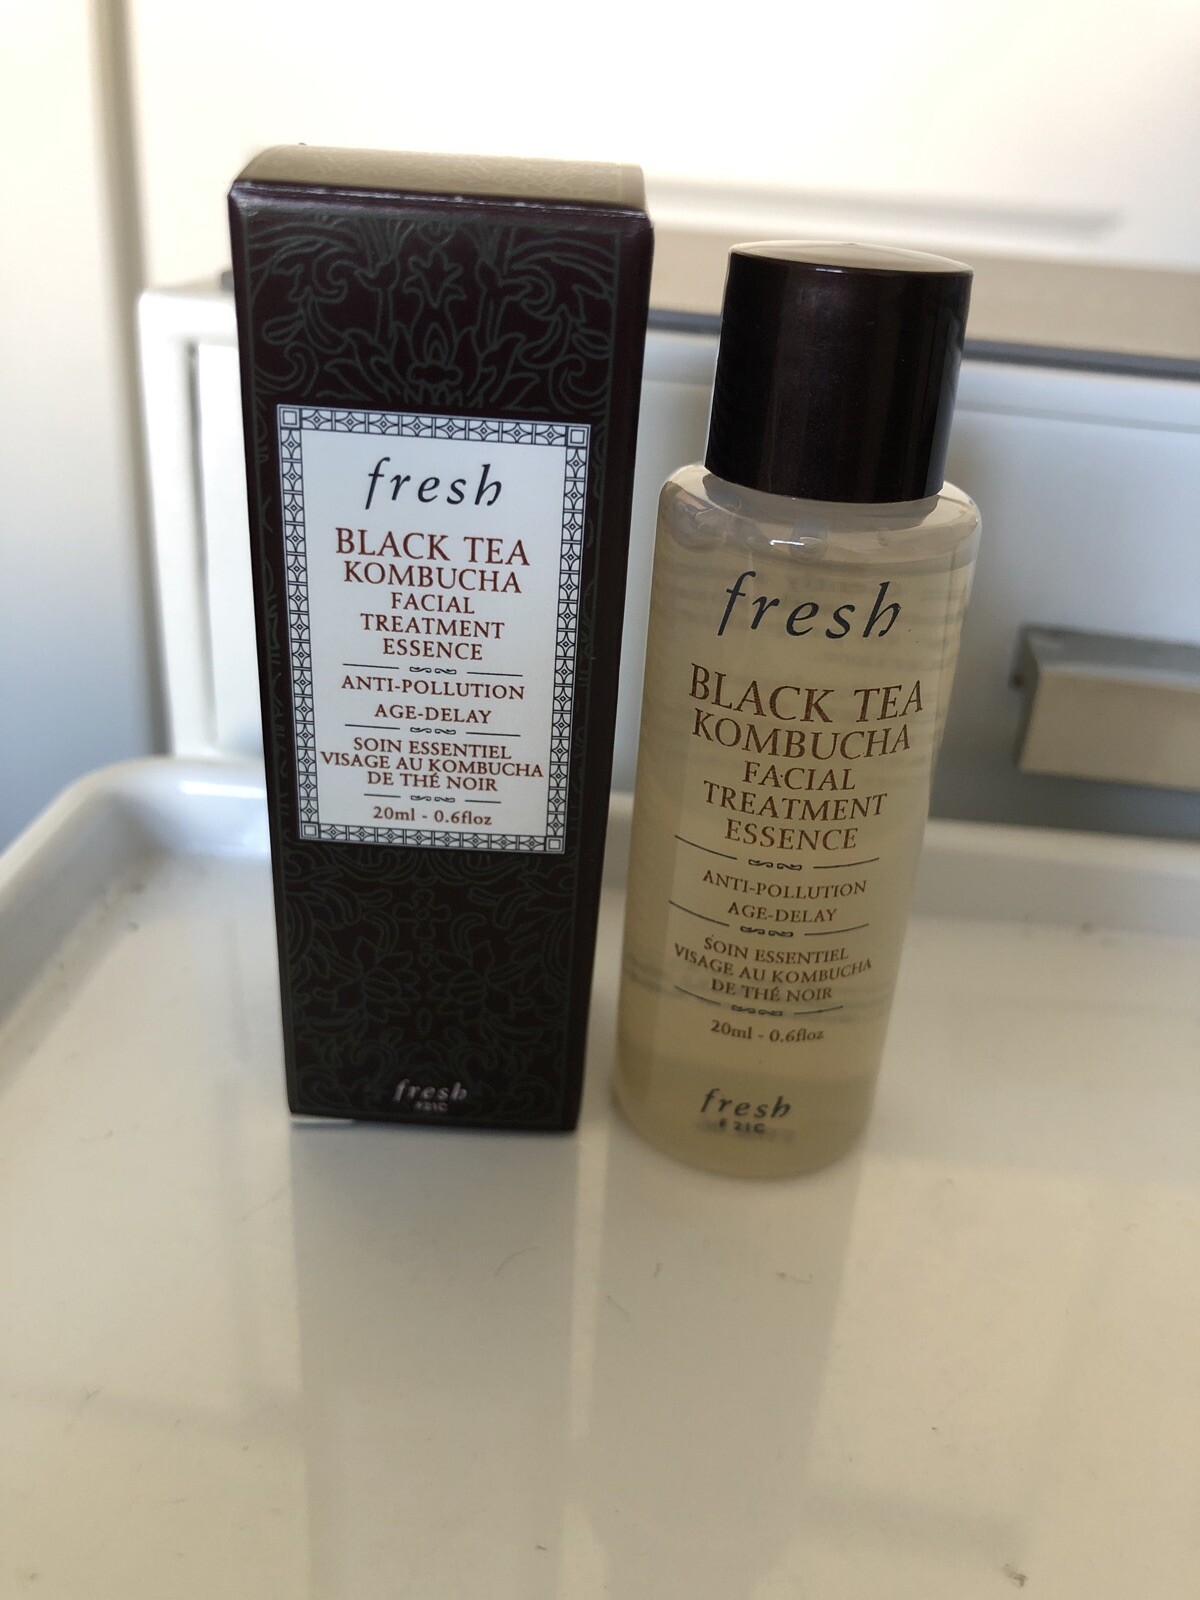 fresh
BLACK TEA
KOMBUCHA
FACIAL
TREATMENT
ESSENCE
ANTI-POLLUTION
AGE-DELAY
SOIN ESSENTIEL
VISAGE AU KOMBUCHA
DE THÉ NOIR
20ml - 0.6floz
fresh
fresh
BLACK TEA
KOMBUCHA
FACIAL
TREATMENT
ESSENCE
ANTI-POLLUTION
AGE-DELAY
SOIN ESSENTIEL
VISAGE AU KOMBUCHA
DE THÉ NOIR
20ml - 0.6floz
fresh